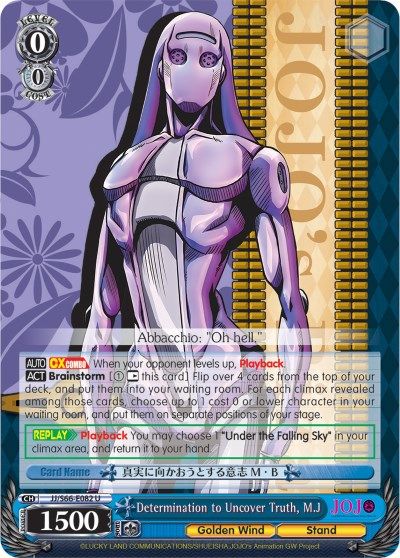 LEVEL
0
0
COST
JOJO's
Abbacchio: "Oh hell."
AUTO CX COMBO When your opponent levels up, Playback.
ACT Brainstorm [① this card] Flip over 4 cards from the top of your
deck, and put them into your waiting room. For each climax revealed
among those cards, choose up to 1 cost 0 or lower character in your
waiting room, and put them on separate positions of your stage.
REPLAY Playback You may choose 1 "Under the Falling Sky" in your
climax area, and return it to your hand.
Card Name 真実に向かおうとする意志 M・B
CH JJ/S66-E082 U
1500
Determination to Uncover Truth, M.J
JOJO
Golden Wind
Stand
©LUCKY LAND COMMUNICATIONS/SHUEISHA,JOJO's Animation GW Project